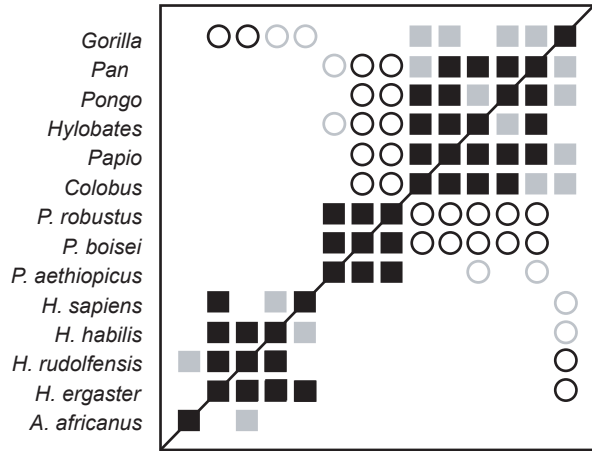 Gorilla
Pan
Pongo
Hylobates
Papio
Colobus
P. robustus
P. boisei
P. aethiopicus
H. sapiens
H. habilis
H. rudolfensis
H. ergaster
A. africanus